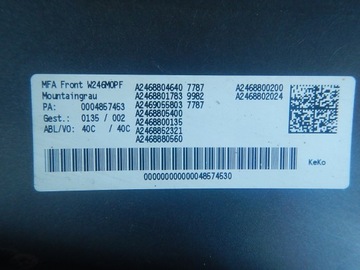 MFA Front W246MOPF
Mountaingrau
PA: 0004867453
Gest.: 0135 / 002
ABL/VO: 40C / 40C
A2468804640 7787
A2468801783 9982
A2469055803 7787
A2468805400
A2468800135
A2468852321
A2468880560
A2468800200
A2468802024
KeKo
000000000000048674530